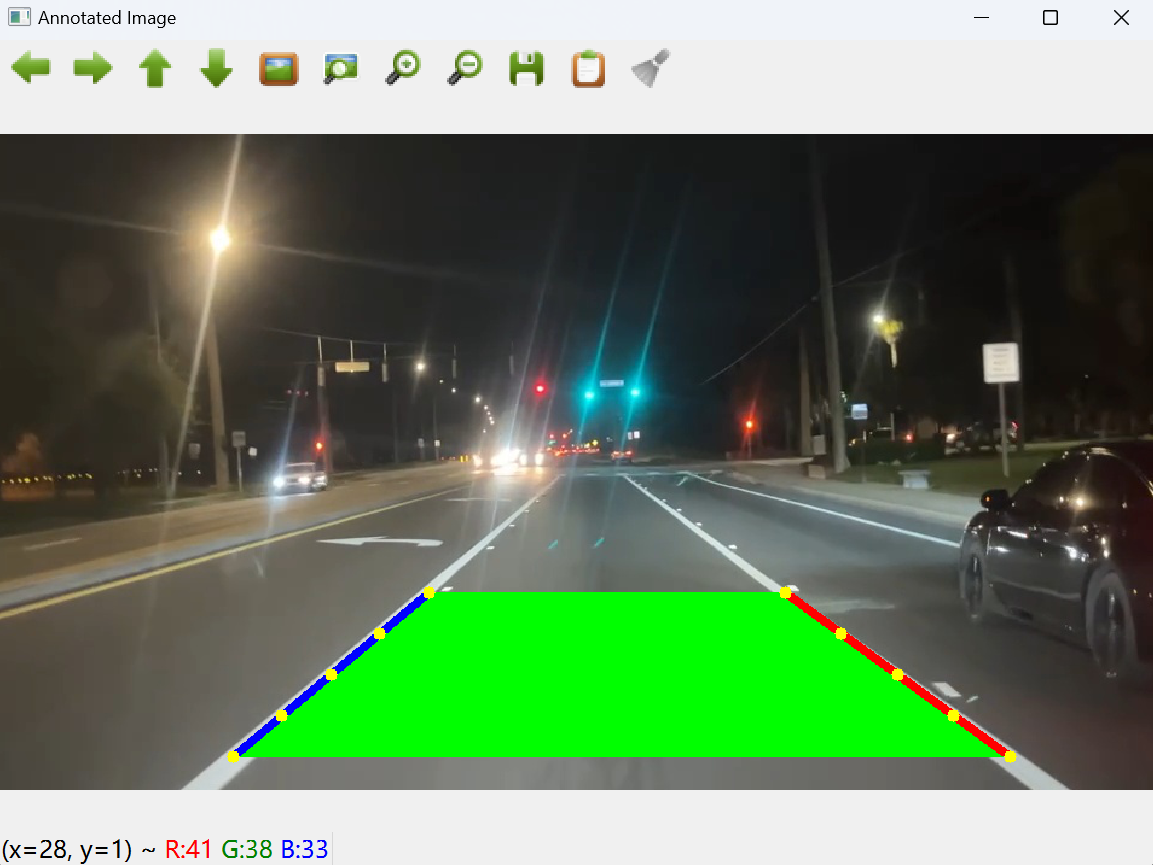 Annotated Image
(x=28, y=1) ~ R:41 G:38 B:33